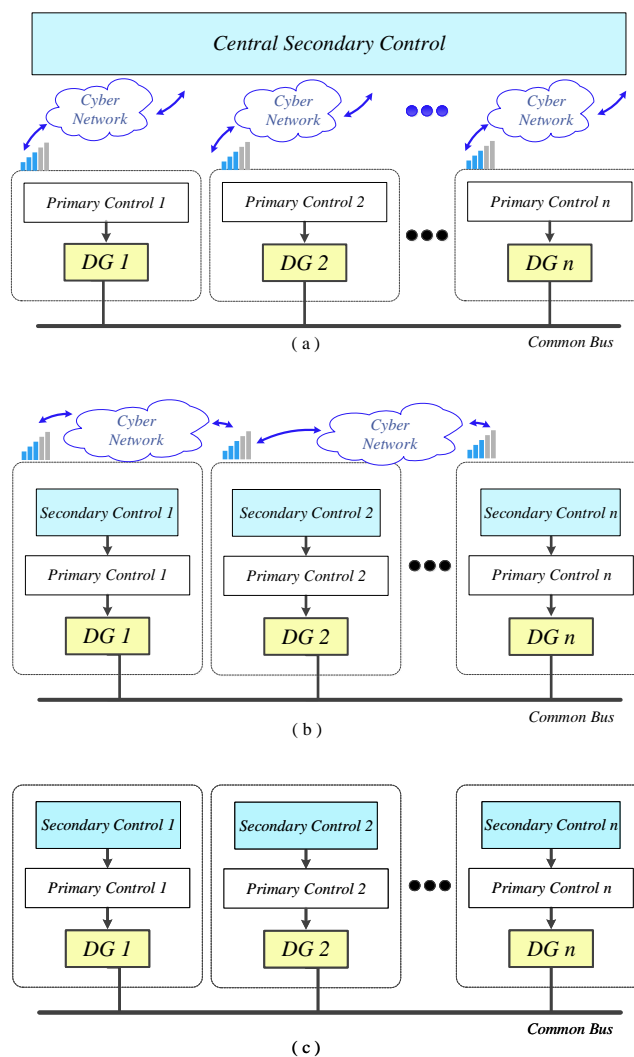 Central Secondary Control
Cyber
Network
Cyber
Network
Cyber
Network
Primary Control 1
Primary Control 2
Primary Control n
DG 1
DG 2
DG n
Common Bus
( a )
Cyber
Network
Cyber
Network
Secondary Control 1
Secondary Control 2
Secondary Control n
Primary Control 1
Primary Control 2
Primary Control n
DG 1
DG 2
DG n
Common Bus
( b )
Secondary Control 1
Secondary Control 2
Secondary Control n
Primary Control 1
Primary Control 2
Primary Control n
DG 1
DG 2
DG n
Common Bus
( c )